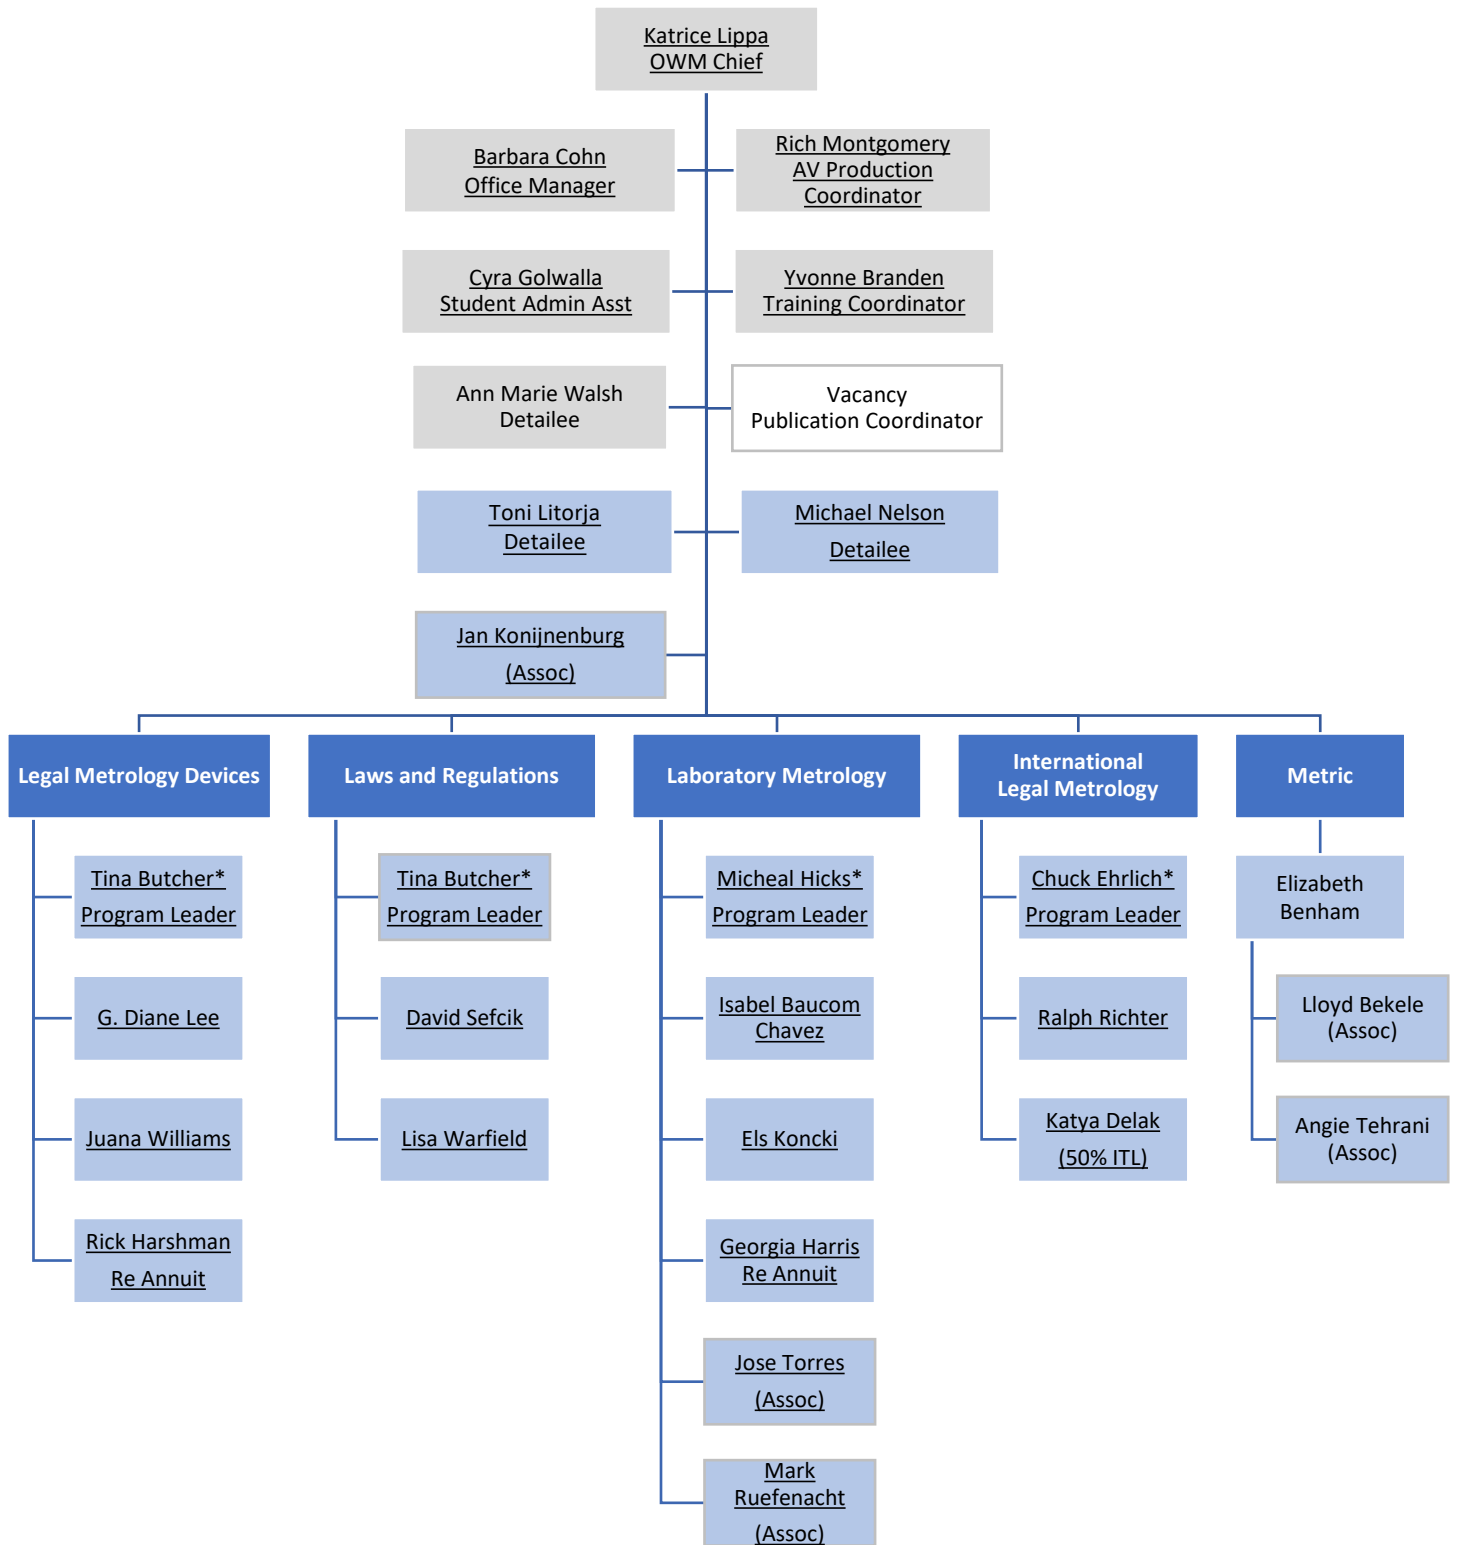 Katrice Lippa
OWM Chief
Barbara Cohn
Office Manager
Rich Montgomery
AV Production
Coordinator
Cyra Golwalla
Student Admin Asst
Yvonne Branden
Training Coordinator
Ann Marie Walsh
Detailee
Vacancy
Publication Coordinator
Toni Litorja
Detailee
Michael Nelson
Detailee
Jan Konijnenburg
(Assoc)
Legal Metrology Devices
Tina Butcher*
Program Leader
G. Diane Lee
Juana Williams
Rick Harshman
Re Annuit
Laws and Regulations
Tina Butcher*
Program Leader
David Sefcik
Lisa Warfield
Laboratory Metrology
Micheal Hicks*
Program Leader
Isabel Baucom
Chavez
Els Koncki
Georgia Harris
Re Annuit
Jose Torres
(Assoc)
Mark
Ruefenacht
(Assoc)
International
Legal Metrology
Chuck Ehrlich*
Program Leader
Ralph Richter
Katya Delak
(50% ITL)
Metric
Elizabeth
Benham
Lloyd Bekele
(Assoc)
Angie Tehrani
(Assoc)